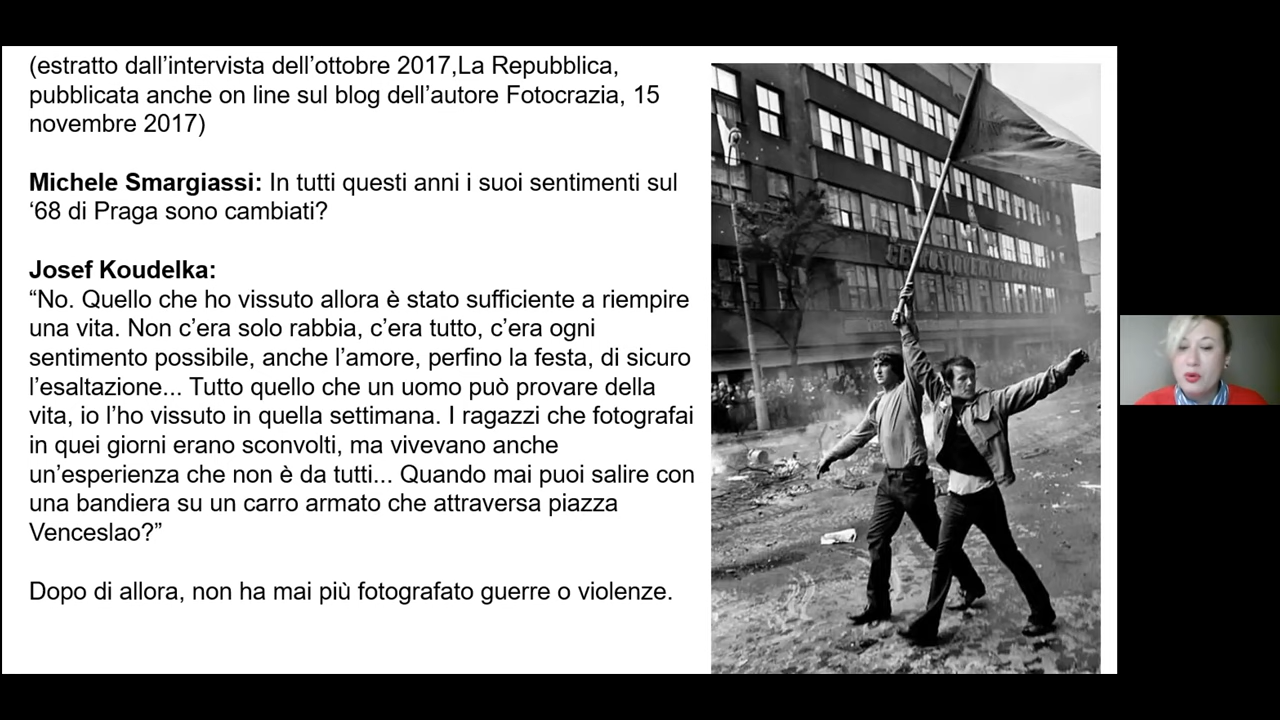 (estratto dall’intervista dell’ottobre 2017,La Repubblica,
pubblicata anche on line sul blog dell’autore Fotocrazia, 15
novembre 2017)
Michele Smargiassi: In tutti questi anni i suoi sentimenti sul
‘68 di Praga sono cambiati?
Josef Koudelka:
“No. Quello che ho vissuto allora è stato sufficiente a riempire
una vita. Non c’era solo rabbia, c’era tutto, c’era ogni
sentimento possibile, anche l’amore, perfino la festa, di sicuro
l’esaltazione... Tutto quello che un uomo può provare della
vita, io l’ho vissuto in quella settimana. I ragazzi che fotografai
in quei giorni erano sconvolti, ma vivevano anche
un’esperienza che non è da tutti... Quando mai puoi salire con
una bandiera su un carro armato che attraversa piazza
Venceslao?”
Dopo di allora, non ha mai più fotografato guerre o violenze.